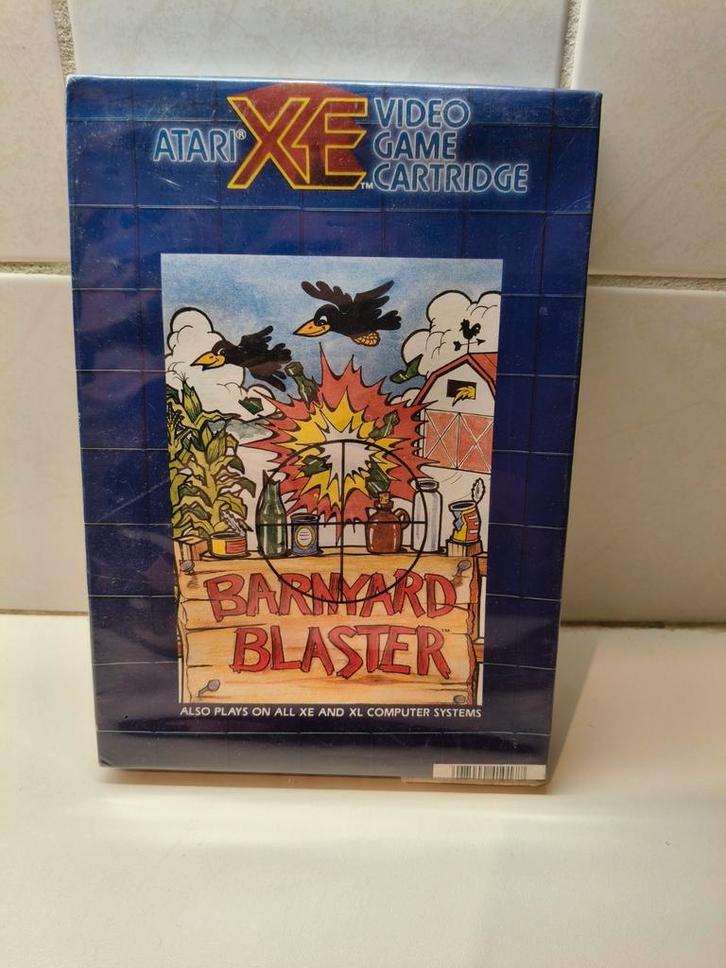 ATARI® XE™ VIDEO
GAME
CARTRIDGE
BARNYARD
BLASTER™
ALSO PLAYS ON ALL XE AND XL COMPUTER SYSTEMS